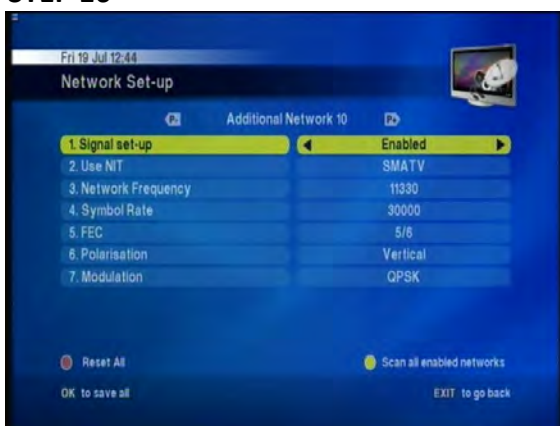 Fri 19 Jul 12:44
Network Set-up
P- Additional Network 10 P+
1. Signal set-up Enabled
2. Use NIT SMATV
3. Network Frequency 11330
4. Symbol Rate 30000
5. FEC 5/6
6. Polarisation Vertical
7. Modulation QPSK
Reset All Scan all enabled networks
OK to save all EXIT to go back